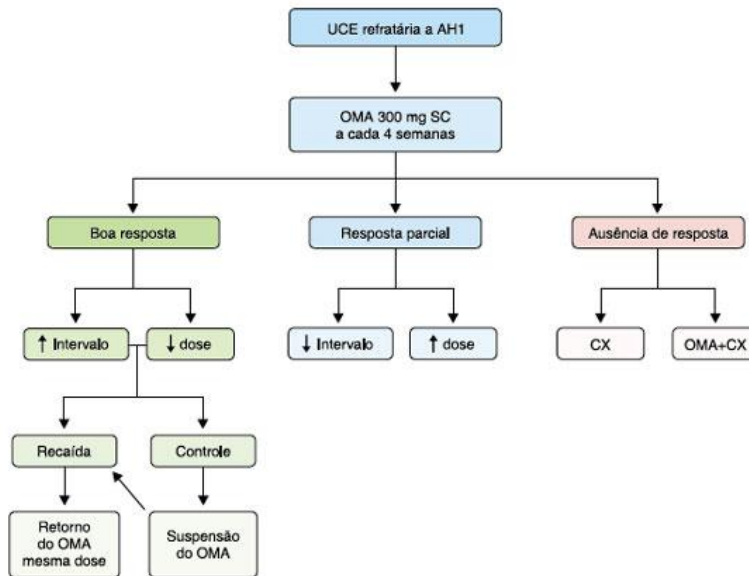 UCE refratária a AH1
OMA 300 mg SC
a cada 4 semanas
Boa resposta
Resposta parcial
Ausência de resposta
↑ Intervalo
↓ dose
↓ Intervalo
↑ dose
CX
OMA+CX
Recaída
Controle
Retorno
do OMA
mesma dose
Suspensão
do OMA